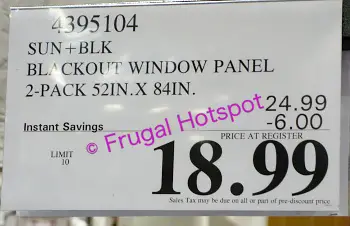 4395104
SUN+BLK
BLACKOUT WINDOW PANEL
2-PACK 52IN.X 84IN.
24.99
Instant Savings -6.00
© Frugal Hotspot
PRICE AT REGISTER
LIMIT
10
18.99
Sales Tax may be due on all or part of pre-discount price